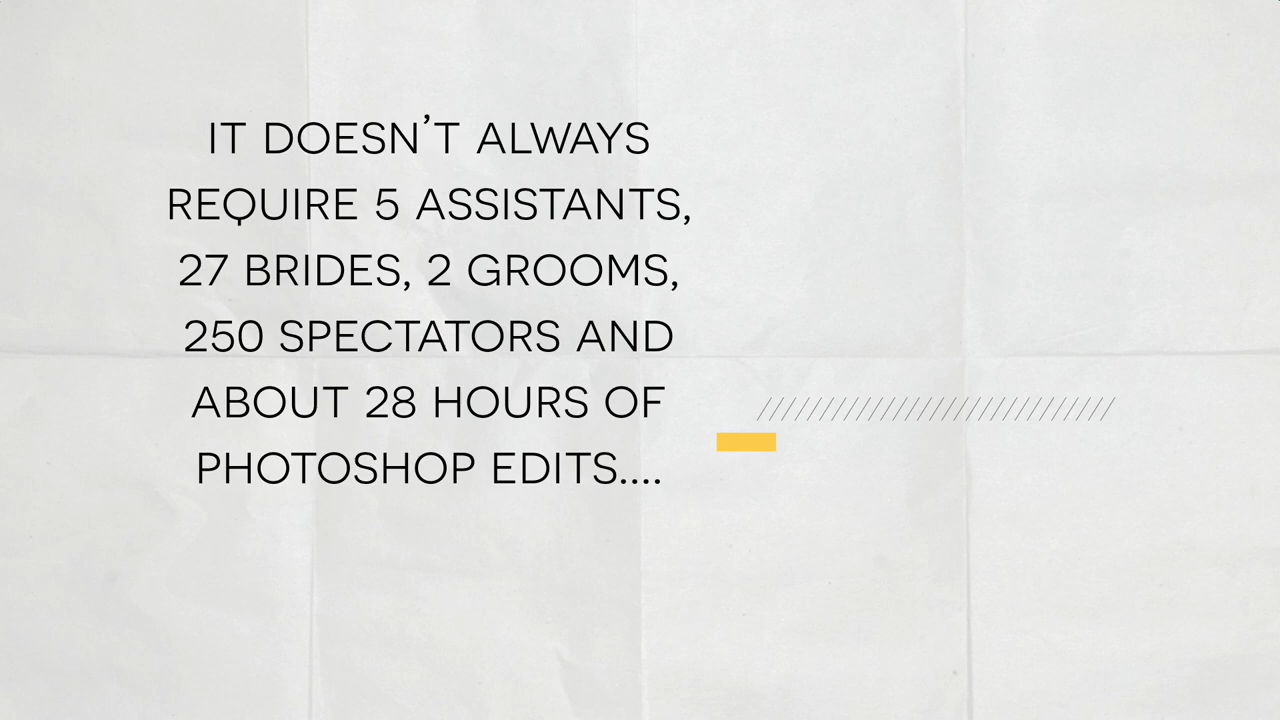 IT DOESN’T ALWAYS
REQUIRE 5 ASSISTANTS,
27 BRIDES, 2 GROOMS,
250 SPECTATORS AND
ABOUT 28 HOURS OF
PHOTOSHOP EDITS....